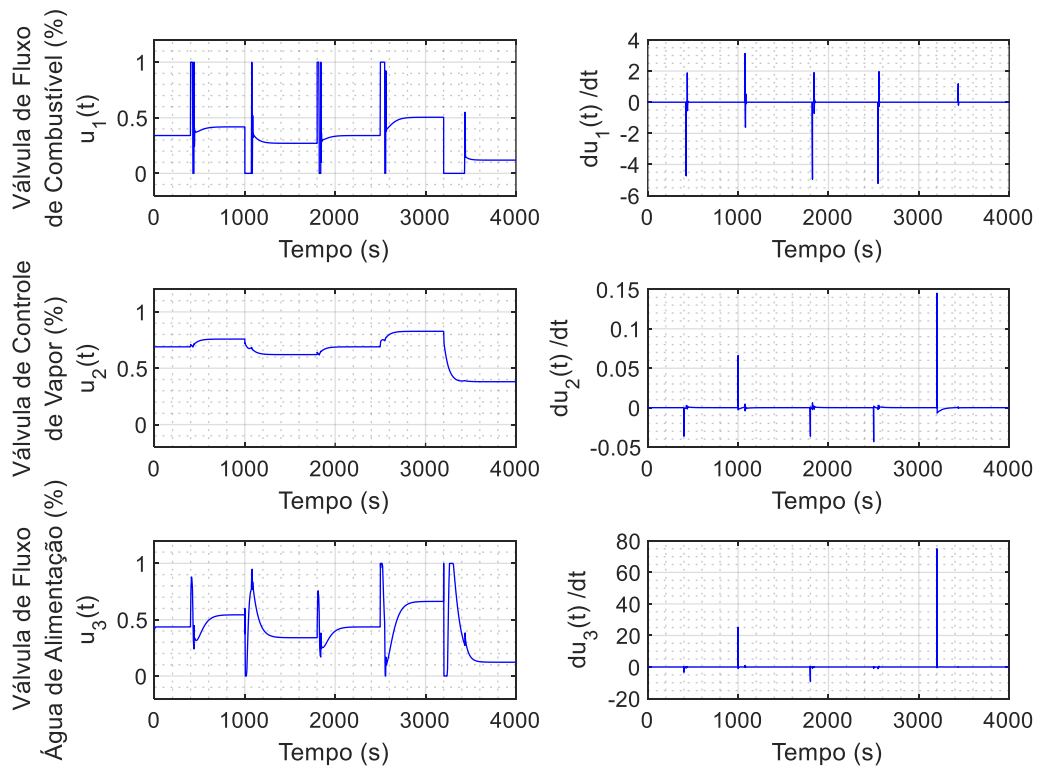 Válvula de Fluxo
de Combustível (%)
u1(t)
1
0.5
0
0 1000 2000 3000 4000
Tempo (s)
du1(t) /dt
4
2
0
-2
-4
-6
0 1000 2000 3000 4000
Tempo (s)
Válvula de Controle
de Vapor (%)
u2(t)
1
0.5
0
0 1000 2000 3000 4000
Tempo (s)
du2(t) /dt
0.15
0.1
0.05
0
-0.05
0 1000 2000 3000 4000
Tempo (s)
Válvula de Fluxo
Água de Alimentação (%)
u3(t)
1
0.5
0
0 1000 2000 3000 4000
Tempo (s)
du3(t) /dt
80
60
40
20
0
-20
0 1000 2000 3000 4000
Tempo (s)